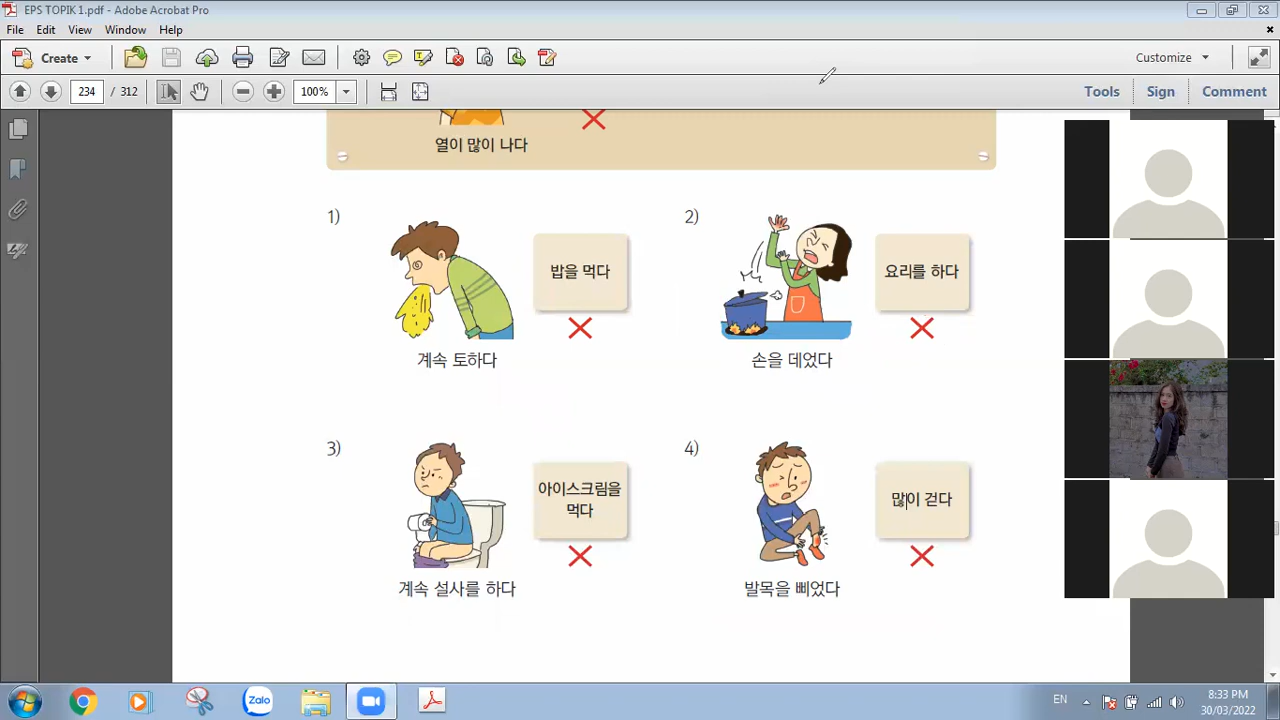 EPS TOPIK 1.pdf - Adobe Acrobat Pro
File Edit View Window Help
Create
Customize
234 / 312
100%
Tools Sign Comment
열이 많이 나다
1)
밥을 먹다
계속 토하다
2)
요리를 하다
손을 데었다
3)
아이스크림을
먹다
계속 설사를 하다
4)
많이 걷다
발목을 삐었다
Zalo
EN
8:33 PM
30/03/2022